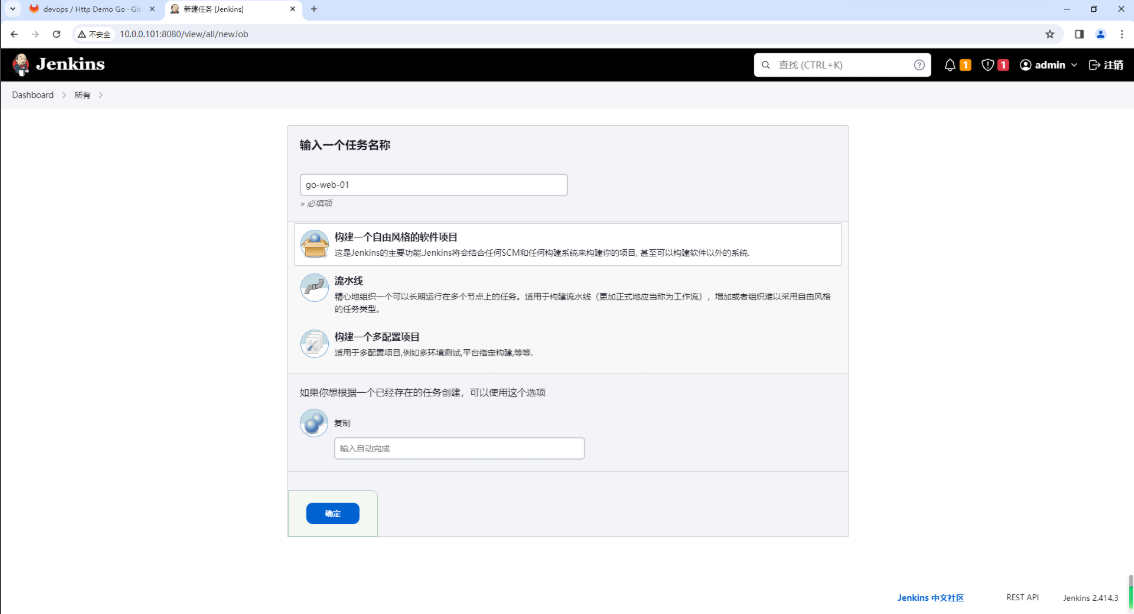 devops / Http Demo Go · Git
新建任务 [Jenkins]
不安全
10.0.0.101:8080/view/all/newJob
Jenkins
查找 (CTRL+K)
1
1
admin
注销
Dashboard
所有
输入一个任务名称
go-web-01
» 必填项
构建一个自由风格的软件项目
这是Jenkins的主要功能.Jenkins将会结合任何SCM和任何构建系统来构建你的项目, 甚至可以构建软件以外的系统.
流水线
精心地组织一个可以长期运行在多个节点上的任务。适用于构建流水线（更加正式地应当称为工作流），增加或者组织难以采用自由风格
的任务类型。
构建一个多配置项目
适用于多配置项目,例如多环境测试,平台指定构建,等等.
如果你想根据一个已经存在的任务创建，可以使用这个选项
复制
输入自动完成
确定
Jenkins 中文社区
REST API
Jenkins 2.414.3